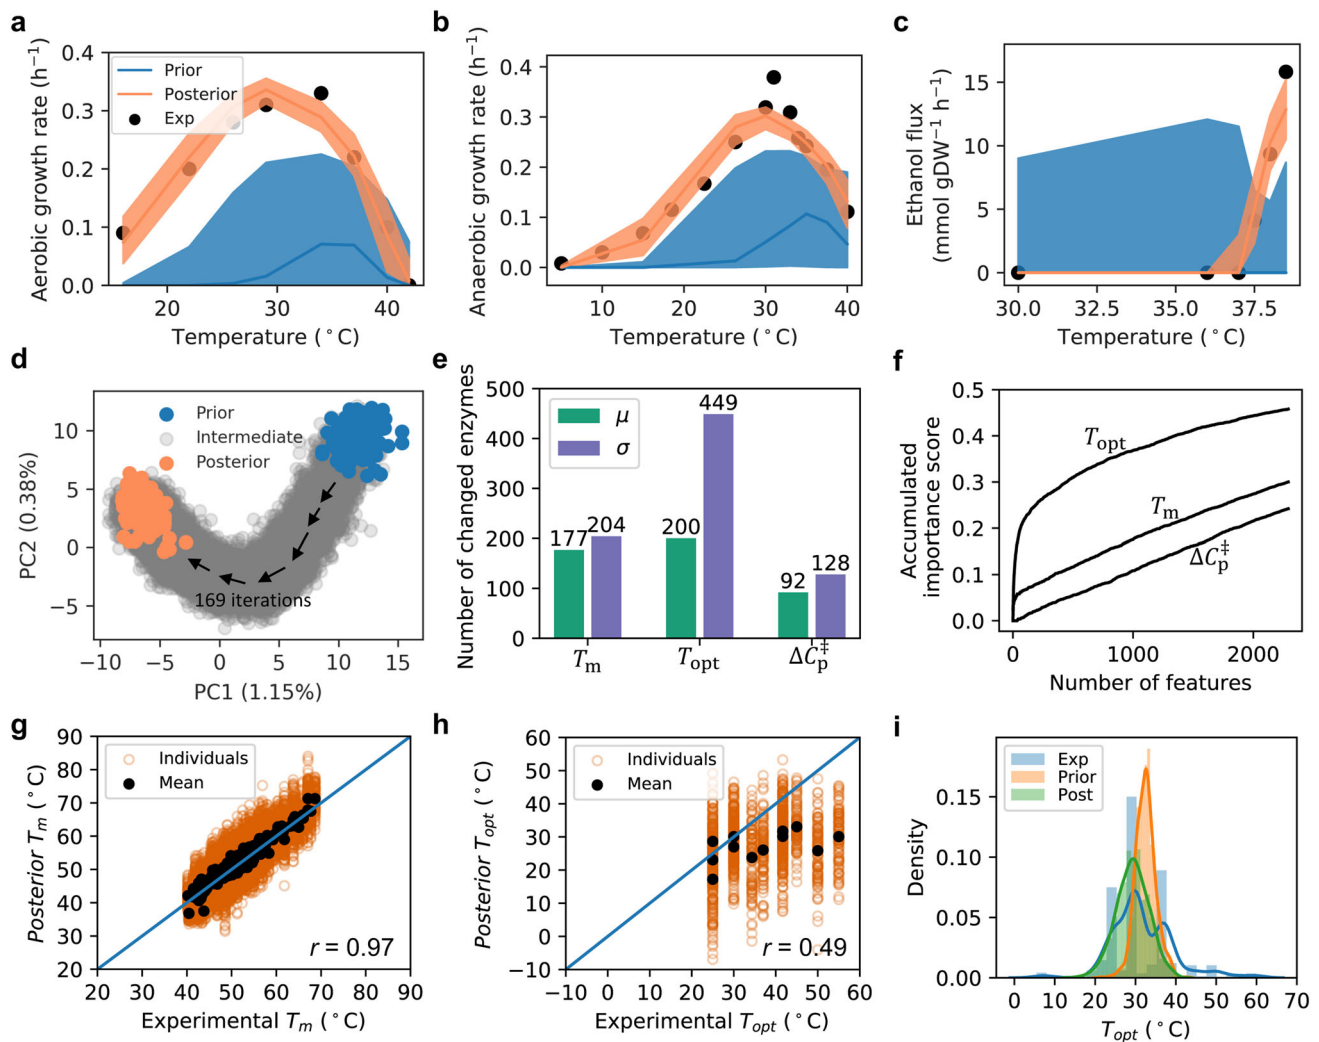 a
Aerobic growth rate (h⁻¹)
0.4
0.3
0.2
0.1
0.0
Prior
Posterior
Exp
20
30
40
Temperature (°C)
b
Anaerobic growth rate (h⁻¹)
0.4
0.3
0.2
0.1
0.0
10
20
30
40
Temperature (°C)
c
Ethanol flux
(mmol gDW⁻¹ h⁻¹)
15
10
5
0
30.0
32.5
35.0
37.5
Temperature (°C)
d
PC2 (0.38%)
10
5
0
−5
Prior
Intermediate
Posterior
169 iterations
−10
−5
0
5
10
15
PC1 (1.15%)
e
Number of changed enzymes
500
400
300
200
100
0
μ
σ
177
204
200
449
92
128
Tm
Topt
ΔCp‡
f
Accumulated
importance score
0.5
0.4
0.3
0.2
0.1
0.0
Topt
Tm
ΔCp‡
0
1000
2000
Number of features
g
Posterior Tm (°C)
90
80
70
60
50
40
30
20
Individuals
Mean
r = 0.97
20
30
40
50
60
70
80
90
Experimental Tm (°C)
h
Posterior Topt (°C)
60
50
40
30
20
10
0
−10
Individuals
Mean
r = 0.49
−10
0
10
20
30
40
50
60
Experimental Topt (°C)
i
Density
0.15
0.10
0.05
0.00
Exp
Prior
Post
0
10
20
30
40
50
60
70
Topt (°C)